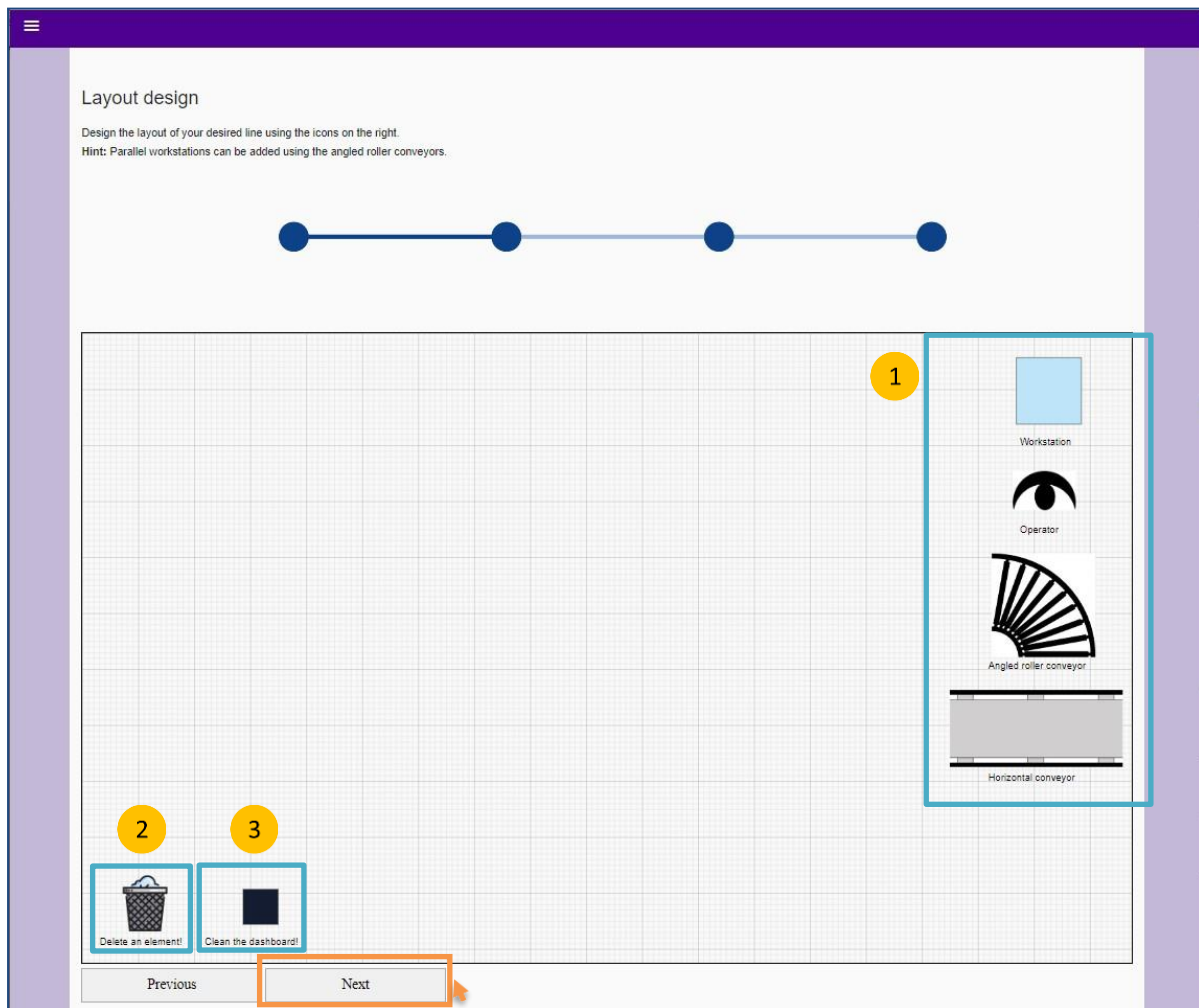 Layout design
Design the layout of your desired line using the icons on the right.
Hint: Parallel workstations can be added using the angled roller conveyors.
1
Workstation
Operator
Angled roller conveyor
Horizontal conveyor
2
3
Delete an element!
Clean the dashboard!
Previous
Next